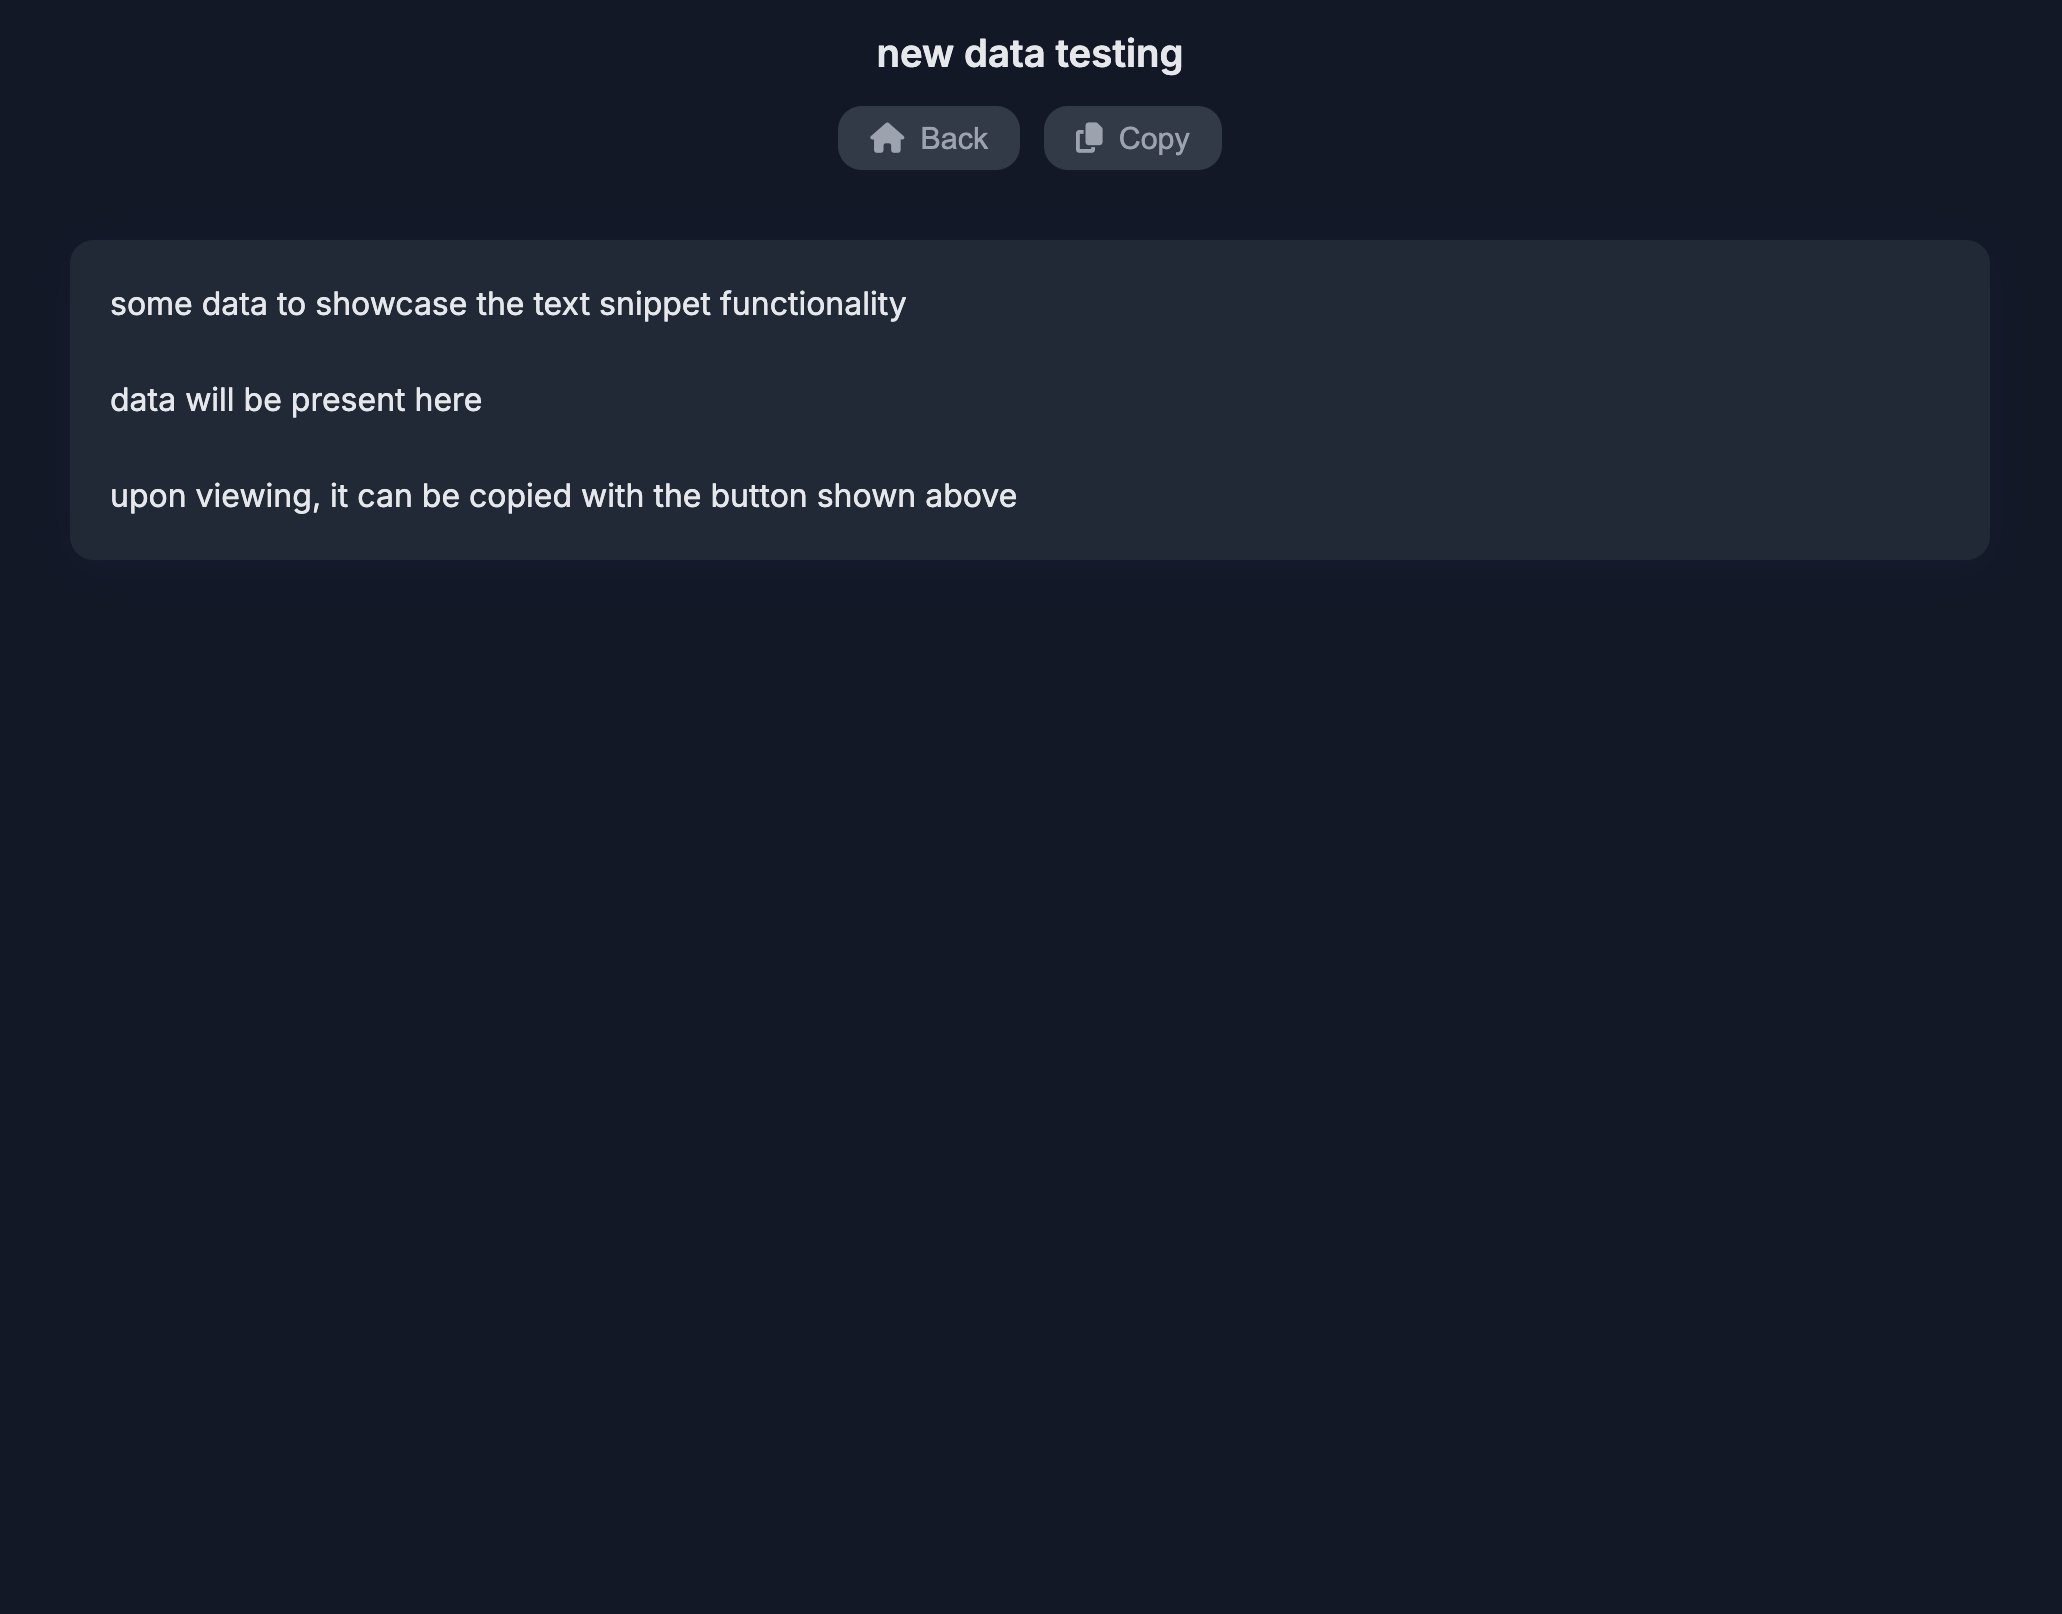 new data testing
Back
Copy
some data to showcase the text snippet functionality
data will be present here
upon viewing, it can be copied with the button shown above